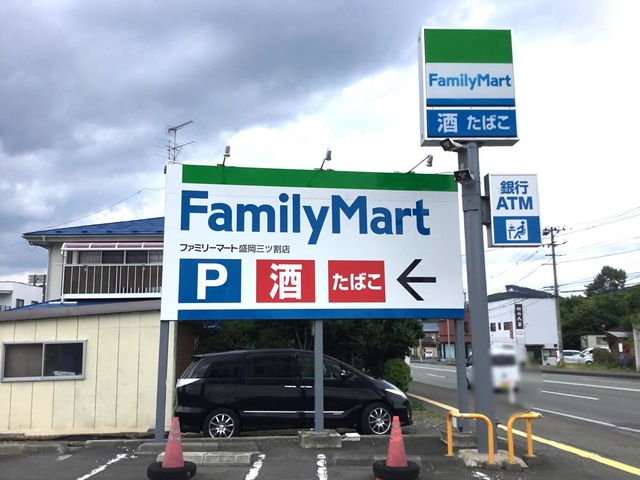 FamilyMart
酒 たばこ
銀行
ATM
FamilyMart
ファミリーマート盛岡三ツ割店
P 酒 たばこ